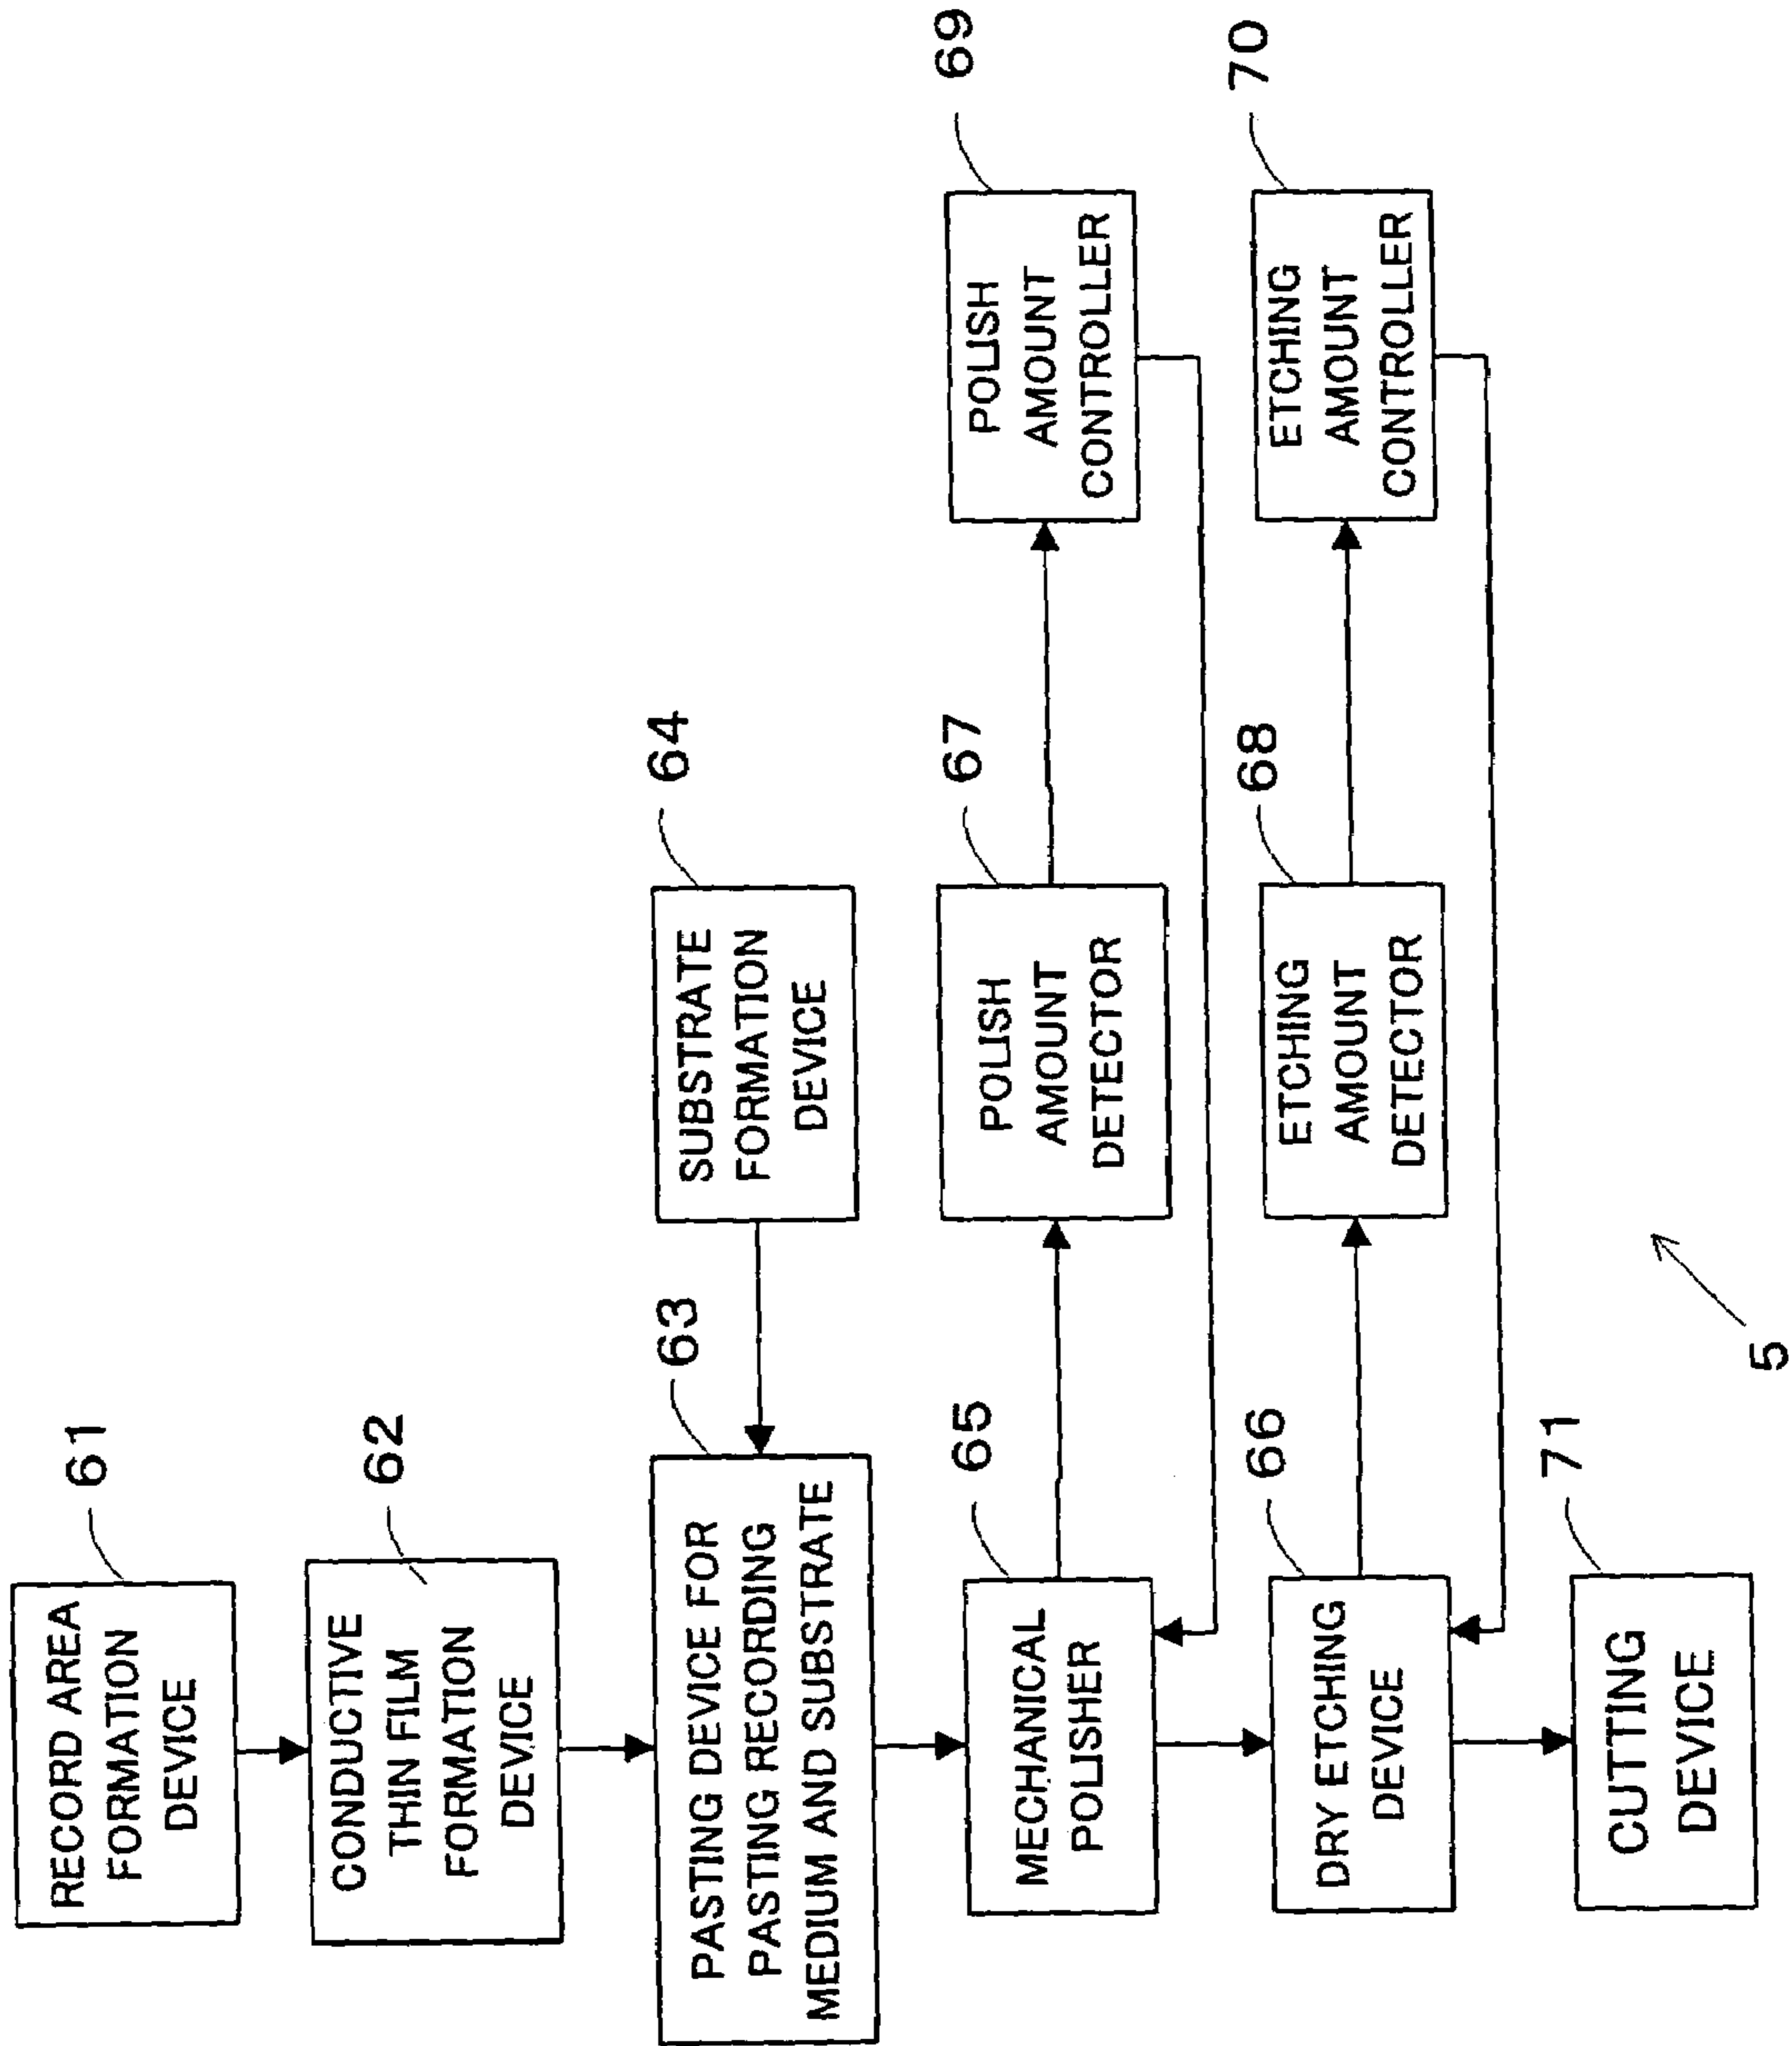 61
RECORD AREA
FORMATION
DEVICE
62
CONDUCTIVE
THIN FILM
FORMATION
DEVICE
63
PASTING DEVICE FOR
PASTING RECORDING
MEDIUM AND SUBSTRATE
64
SUBSTRATE
FORMATION
DEVICE
65
MECHANICAL
POLISHER
67
POLISH
AMOUNT
DETECTOR
69
POLISH
AMOUNT
CONTROLLER
66
DRY ETCHING
DEVICE
68
ETCHING
AMOUNT
DETECTOR
70
ETCHING
AMOUNT
CONTROLLER
71
CUTTING
DEVICE
5